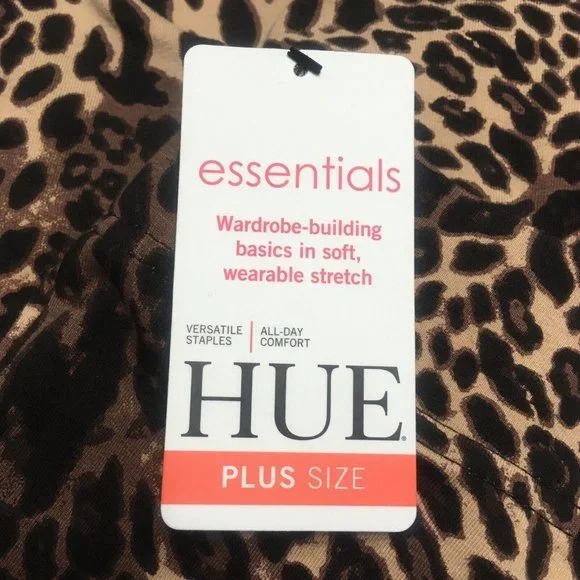 essentials
Wardrobe-building
basics in soft,
wearable stretch
VERSATILE STAPLES | ALL-DAY COMFORT
HUE®
PLUS SIZE